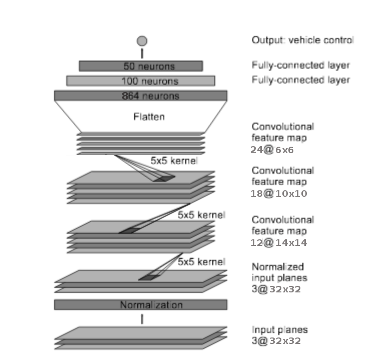 Output: vehicle control
50 neurons
Fully-connected layer
100 neurons
Fully-connected layer
864 neurons
Flatten
Convolutional
feature map
24@6x6
5x5 kernel
Convolutional
feature map
18@10x10
5x5 kernel
Convolutional
feature map
12@14x14
5x5 kernel
Normalized
input planes
3@32x32
Normalization
Input planes
3@32x32